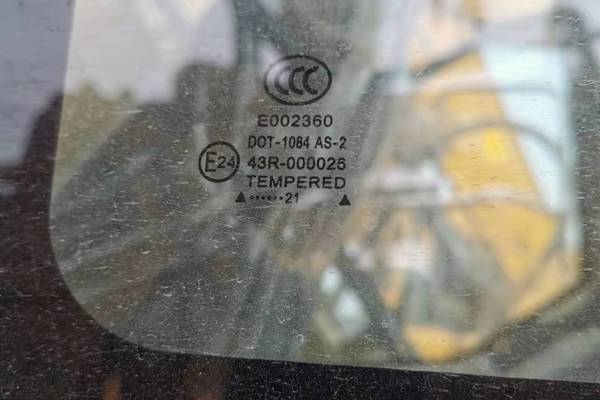 CCC
E002360
DOT-1084 AS-2
E24 43R-000026
TEMPERED
▲••••••21 ▲